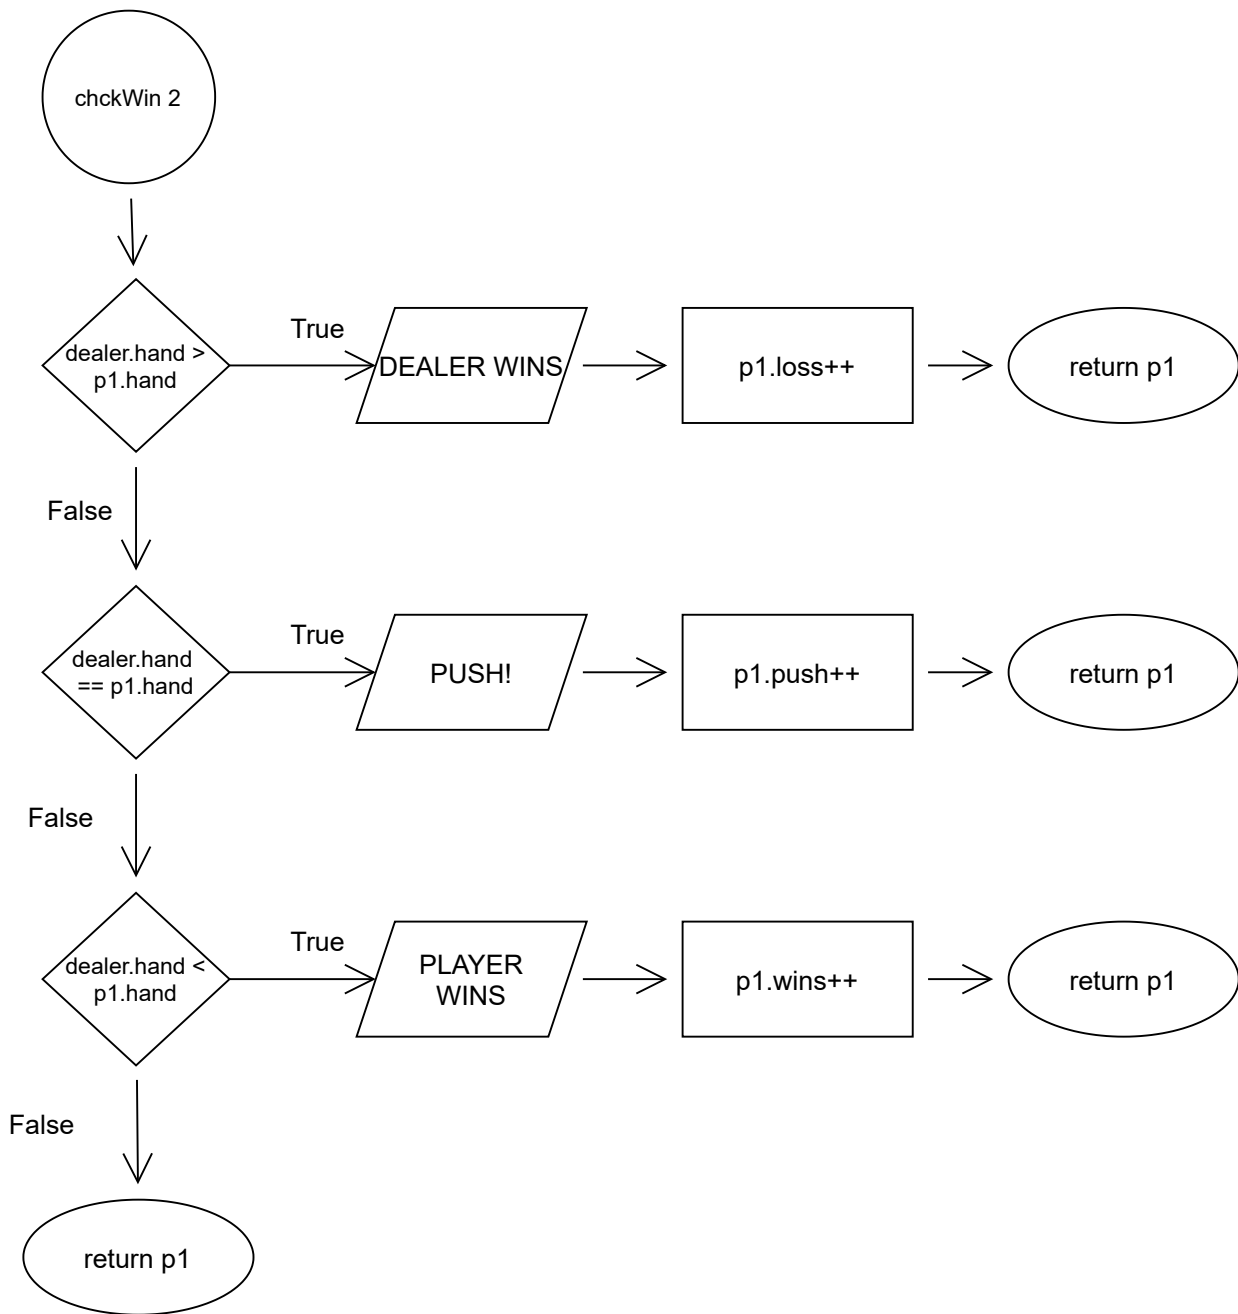 chckWin 2
True
dealer.hand >
p1.hand
DEALER WINS
p1.loss++
return p1
False
True
dealer.hand
== p1.hand
PUSH!
p1.push++
return p1
False
True
dealer.hand <
p1.hand
PLAYER
WINS
p1.wins++
return p1
False
return p1